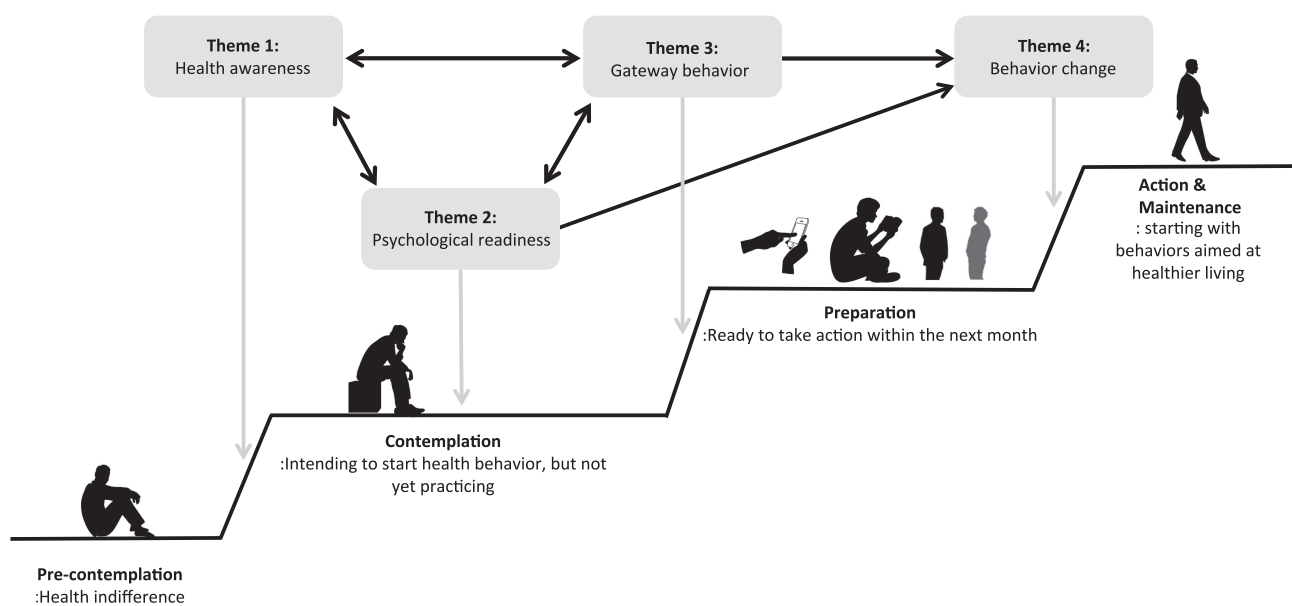 Theme 1:
Health awareness
Theme 3:
Gateway behavior
Theme 4:
Behavior change
Theme 2:
Psychological readiness
Action &
Maintenance
: starting with
behaviors aimed at
healthier living
Preparation
:Ready to take action within the next month
Contemplation
:Intending to start health behavior, but not
yet practicing
Pre-contemplation
:Health indifference